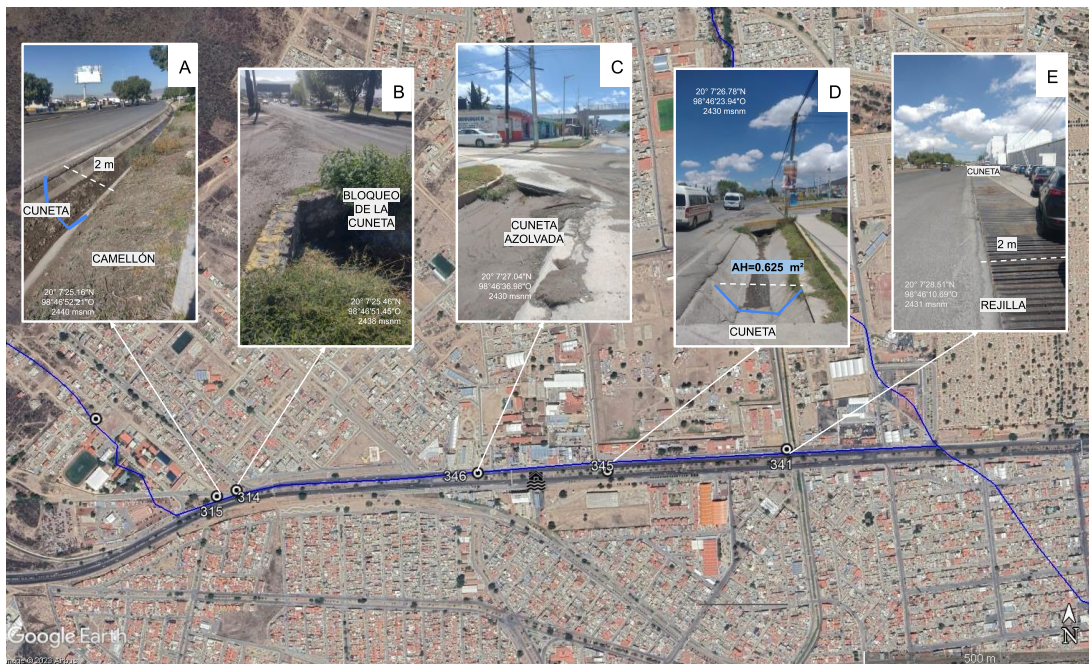 A
2 m
CUNETA
CAMELLÓN
20° 7'25.16"N
98°46'52.21"O
2440 msnm
B
BLOQUEO
DE LA
CUNETA
20° 7'25.46"N
98°46'51.45"O
2438 msnm
C
CUNETA
AZOLVADA
20° 7'27.04"N
98°46'36.98"O
2430 msnm
D
20° 7'26.78"N
98°46'23.94"O
2430 msnm
AH=0.625 m²
CUNETA
E
CUNETA
2 m
20° 7'28.51"N
98°46'10.69"O
2431 msnm
REJILLA
315
314
346
345
341
Google Earth
N
500 m